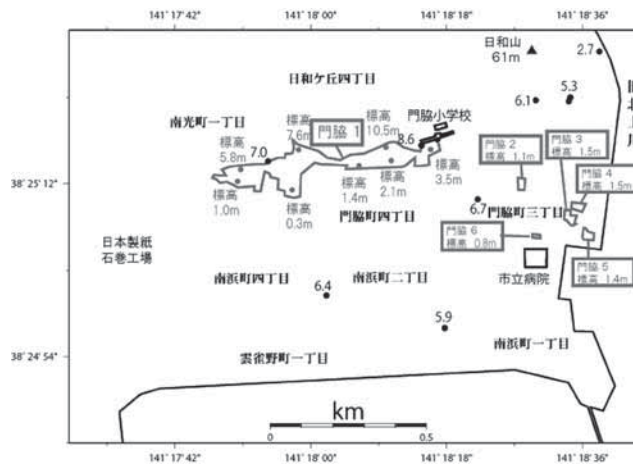 141° 17'42"
141° 18'00"
141° 18'18"
141° 18'36"
日和山
61m
2.7
日和ケ丘四丁目
5.3
6.1
門脇小学校
南光町一丁目
標高
7.6m
門脇 1
標高
10.5m
8.6
旧北上川
標高
5.8m
7.0
門脇 2
標高 1.1m
門脇 3
標高 1.5m
門脇 4
標高 1.5m
38° 25'12"
標高
1.0m
標高
0.3m
標高
1.4m
標高
2.1m
標高
3.5m
門脇町四丁目
6.7
門脇町三丁目
門脇 6
標高 0.8m
日本製紙
石巻工場
門脇 5
標高 1.4m
市立病院
南浜町四丁目
南浜町二丁目
6.4
5.9
南浜町一丁目
38° 24'54"
雲雀野町一丁目
km
0
0.5
141° 17'42"
141° 18'00"
141° 18'18"
141° 18'36"